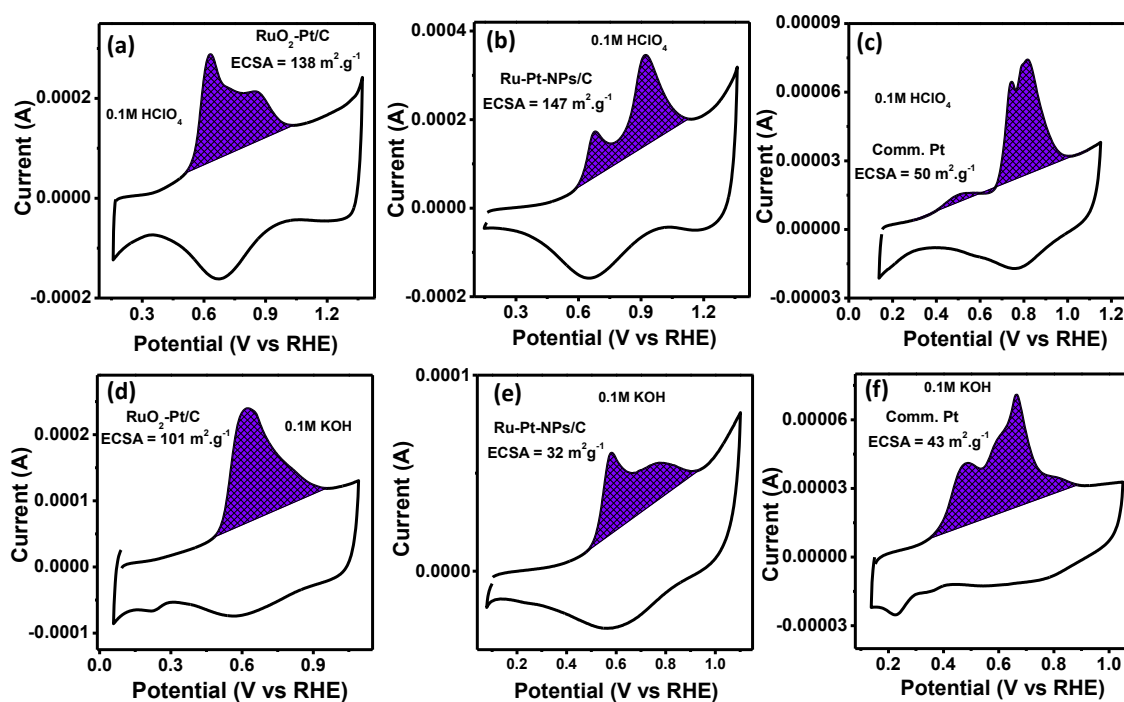 (a)
RuO2-Pt/C
ECSA = 138 m2.g-1
0.1M HClO4
0.0002
0.0000
-0.0002
Current (A)
0.3 0.6 0.9 1.2
Potential (V vs RHE)
(b)
0.1M HClO4
Ru-Pt-NPs/C
ECSA = 147 m2.g-1
0.0004
0.0002
0.0000
-0.0002
Current (A)
0.3 0.6 0.9 1.2
Potential (V vs RHE)
(c)
0.1M HClO4
Comm. Pt
ECSA = 50 m2.g-1
0.00009
0.00006
0.00003
0.00000
-0.00003
Current (A)
0.0 0.2 0.4 0.6 0.8 1.0 1.2
Potential (V vs RHE)
(d)
RuO2-Pt/C
ECSA = 101 m2.g-1
0.1M KOH
0.0002
0.0001
0.0000
-0.0001
Current (A)
0.0 0.3 0.6 0.9
Potential (V vs RHE)
(e)
0.1M KOH
Ru-Pt-NPs/C
ECSA = 32 m2g-1
0.0001
0.0000
Current (A)
0.2 0.4 0.6 0.8 1.0
Potential (V vs RHE)
(f)
0.1M KOH
Comm. Pt
ECSA = 43 m2g-1
0.00006
0.00003
0.00000
-0.00003
Current (A)
0.2 0.4 0.6 0.8 1.0
Potential (V vs RHE)